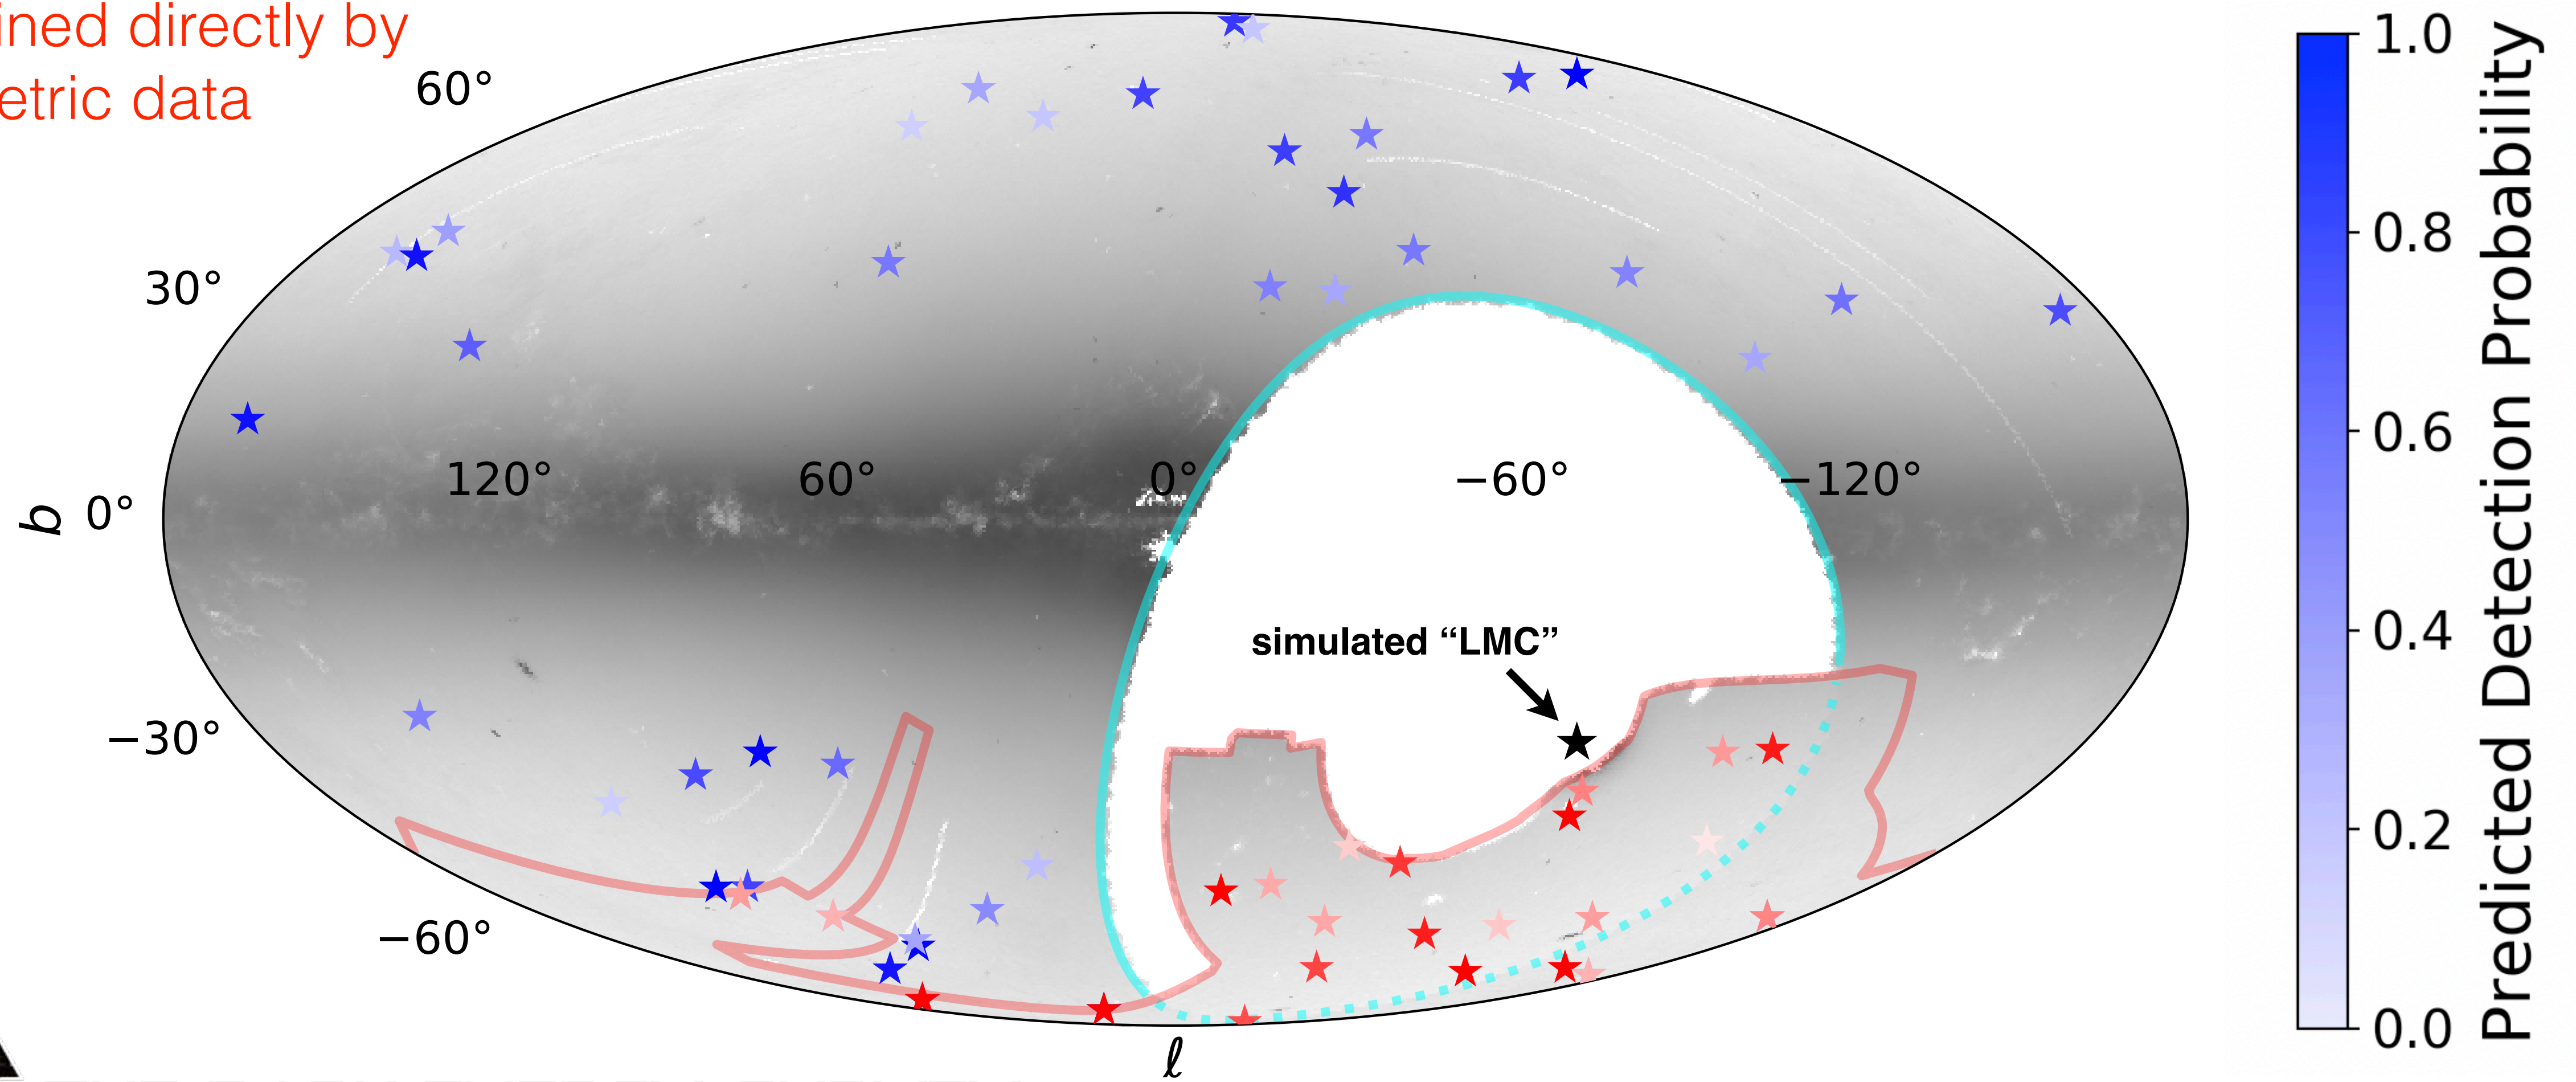 ined directly by
etric data
60°
30°
120° 60° 0° −60° −120°
b 0°
simulated “LMC”
−30°
−60°
ℓ
1.0
0.8
0.6
0.4
0.2
0.0
Predicted Detection Probability